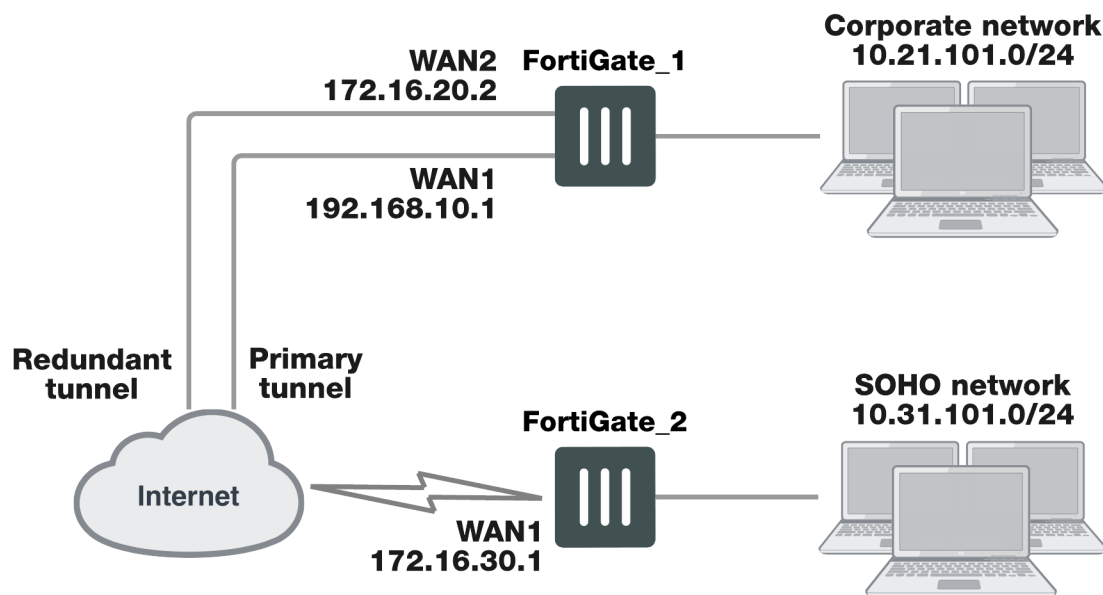 WAN2
172.16.20.2
FortiGate_1
Corporate network
10.21.101.0/24
WAN1
192.168.10.1
Redundant
tunnel
Primary
tunnel
Internet
FortiGate_2
SOHO network
10.31.101.0/24
WAN1
172.16.30.1